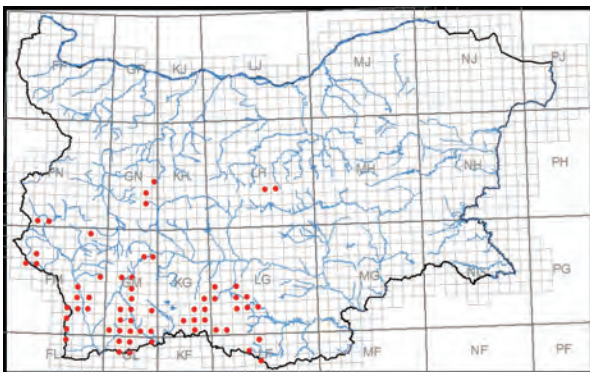 FP GP KJ LJ MJ NJ PJ
FN GN KH LH MH NH PH
FM GM KG LG MG NG PG
FL GL KF LF MF NF PF